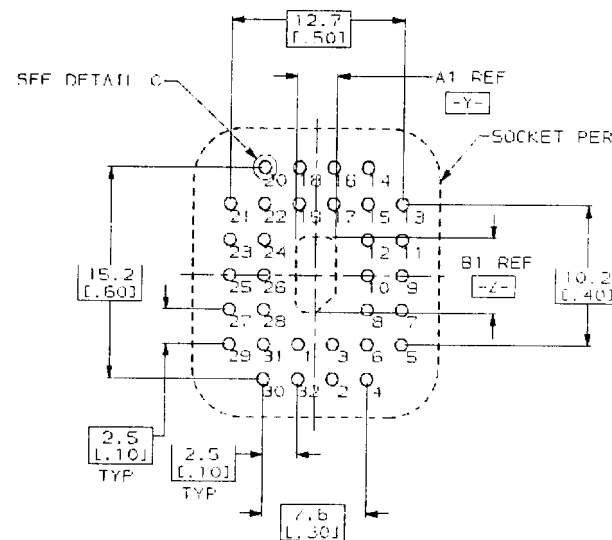 12.7
[.50]
SEE DETAIL C
A1 REF
-Y-
SOCKET PER
20 18 16 14
21 22 19 17 15 13
23 24 12 11
B1 REF
-Z-
15.2
[.60]
10.2
[.40]
25 26 10 9
27 28 8 7
29 31 1 3 6 5
30 32 2 4
2.5
[.10]
TYP
2.5
[.10]
TYP
7.6
[.30]